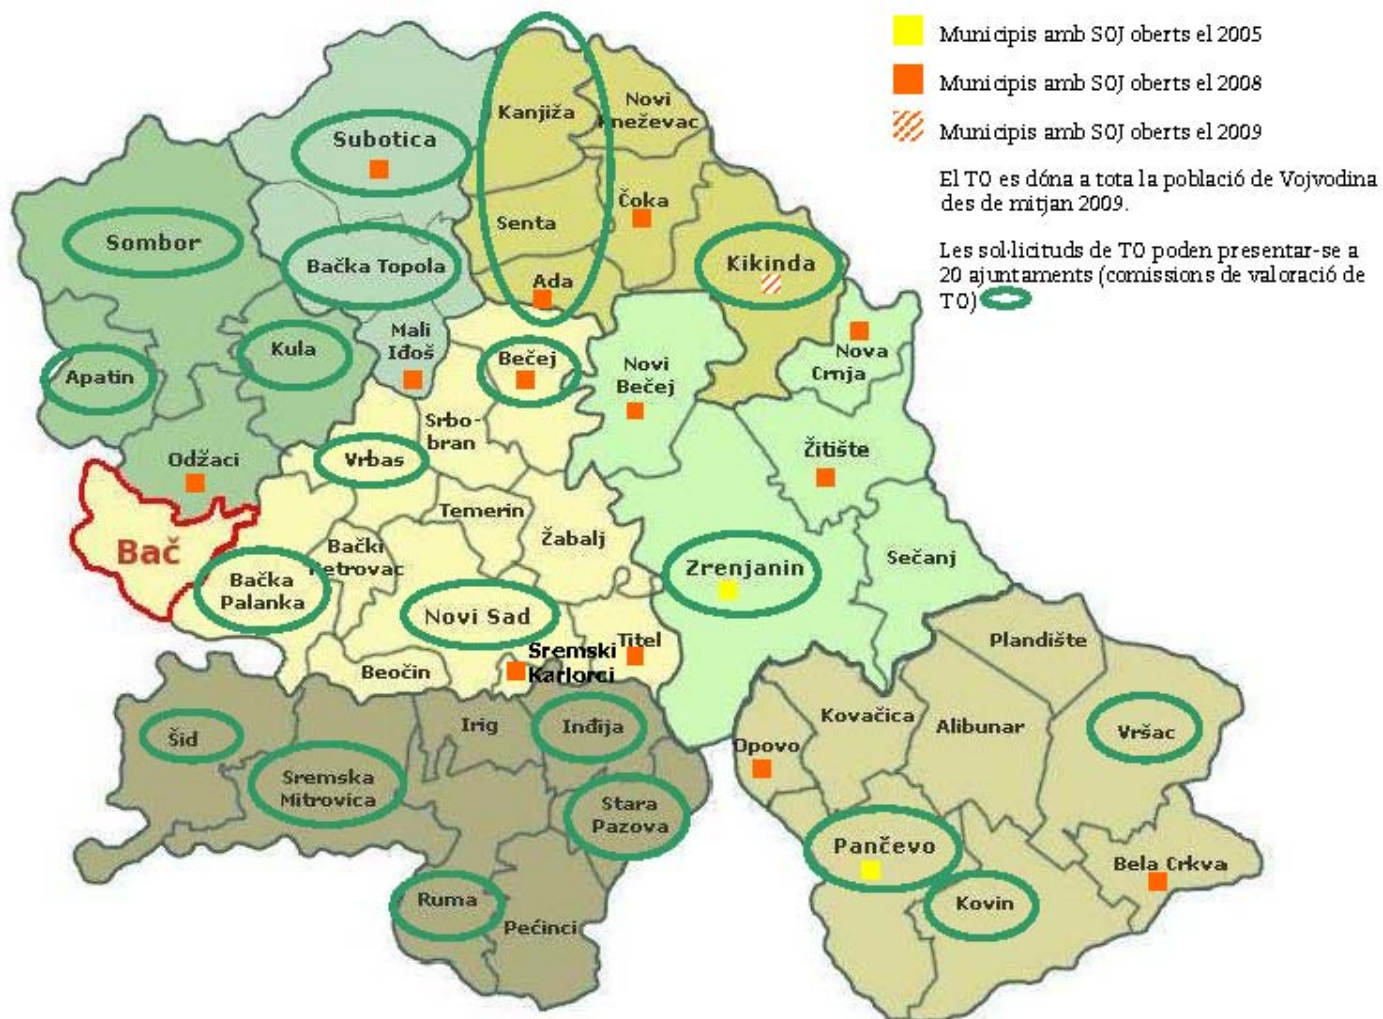 Municipis amb SOJ oberts el 2005
Municipis amb SOJ oberts el 2008
Municipis amb SOJ oberts el 2009
El TO es dóna a tota la població de Vojvodina
des de mitjan 2009.
Les sol·licituds de TO poden presentar-se a
20 ajuntaments (comissions de valoració de
TO)
Kanjiža
Novi
Kneževac
Subotica
Čoka
Senta
Sombor
Bačka Topola
Kikinda
Ada
Mali
Iđoš
Kula
Bečej
Nova
Crnja
Novi
Bečej
Apatin
Srbo-
bran
Vrbas
Odžaci
Žitište
Temerin
Žabalj
Bač
Bački
Petrovac
Bačka
Palanka
Zrenjanin
Sečanj
Novi Sad
Titel
Sremski
Karlorci
Beočin
Plandište
Kovačica
Alibunar
Vršac
Opovo
Šid
Irig
Inđija
Sremska
Mitrovica
Stara
Pazova
Pančevo
Bela Crkva
Kovin
Ruma
Pećinci